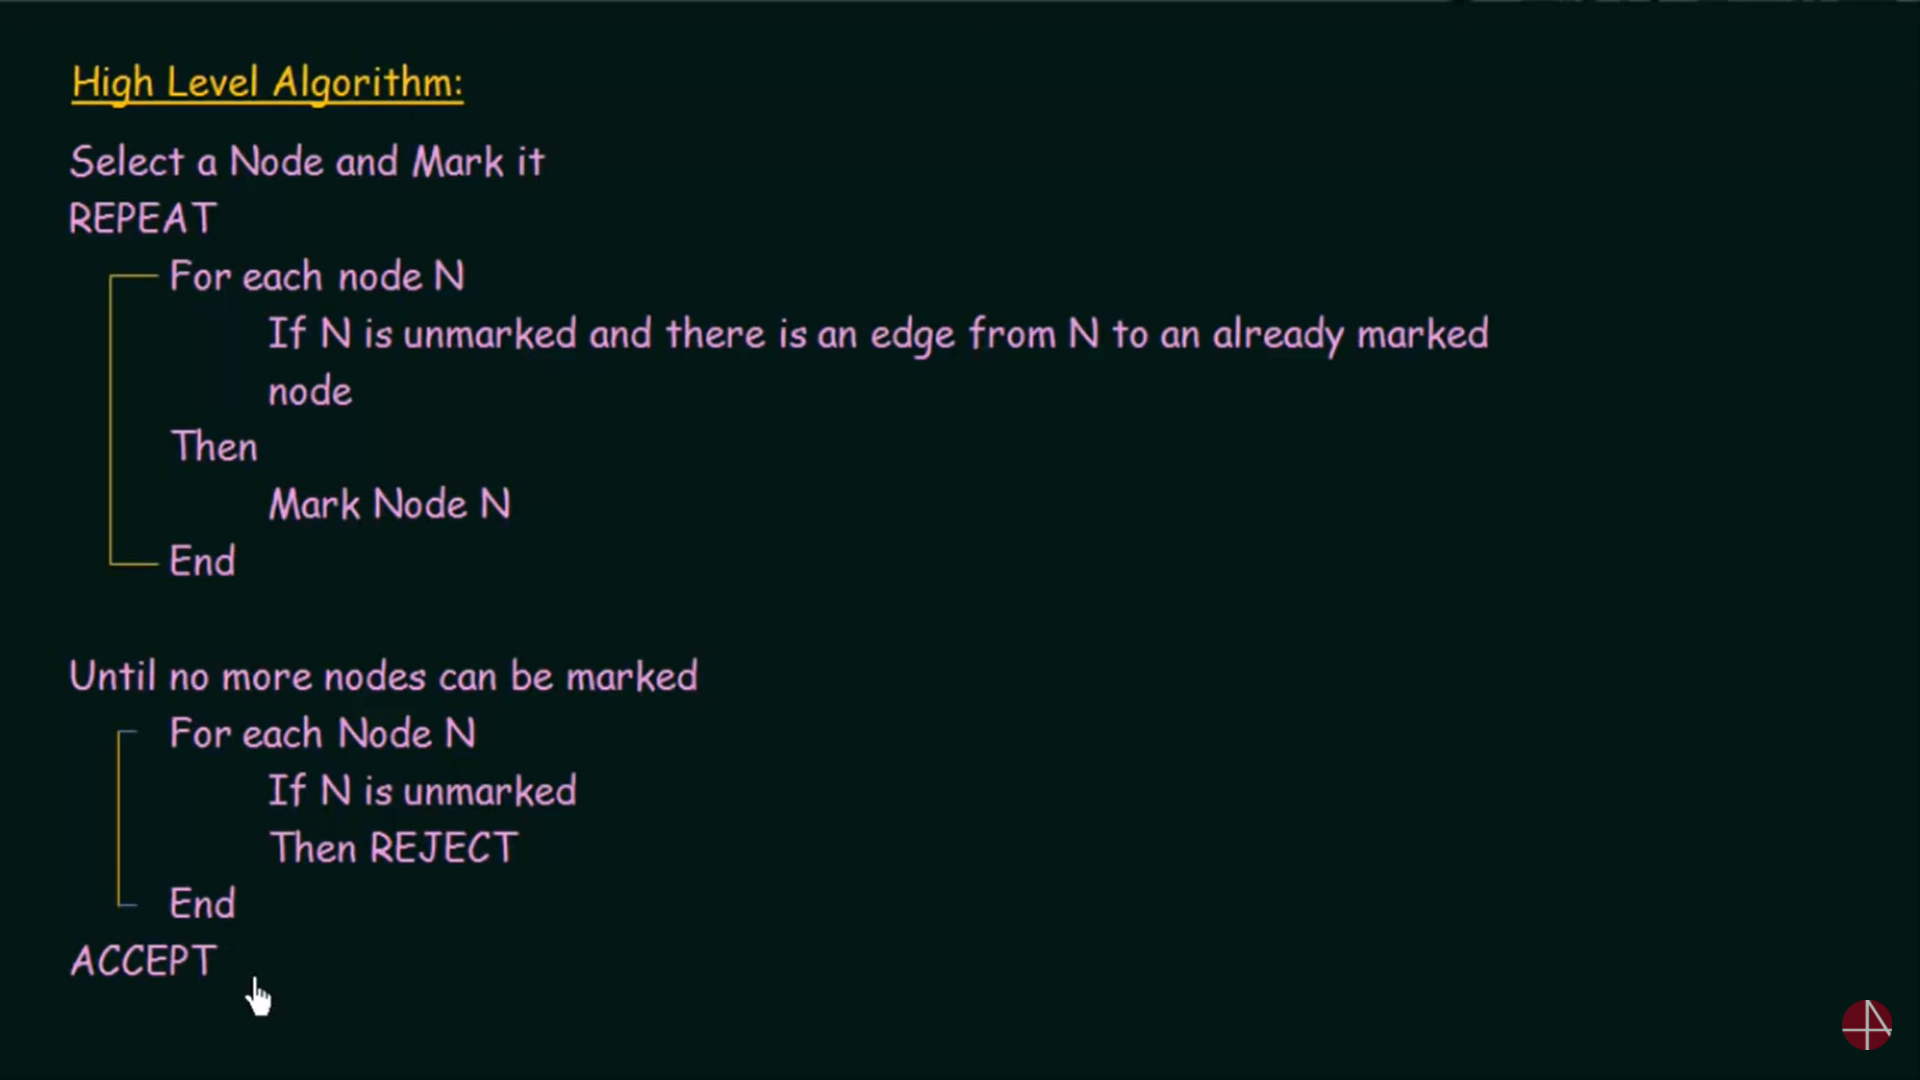 High Level Algorithm:
Select a Node and Mark it
REPEAT
For each node N
If N is unmarked and there is an edge from N to an already marked
node
Then
Mark Node N
End
Until no more nodes can be marked
For each Node N
If N is unmarked
Then REJECT
End
ACCEPT